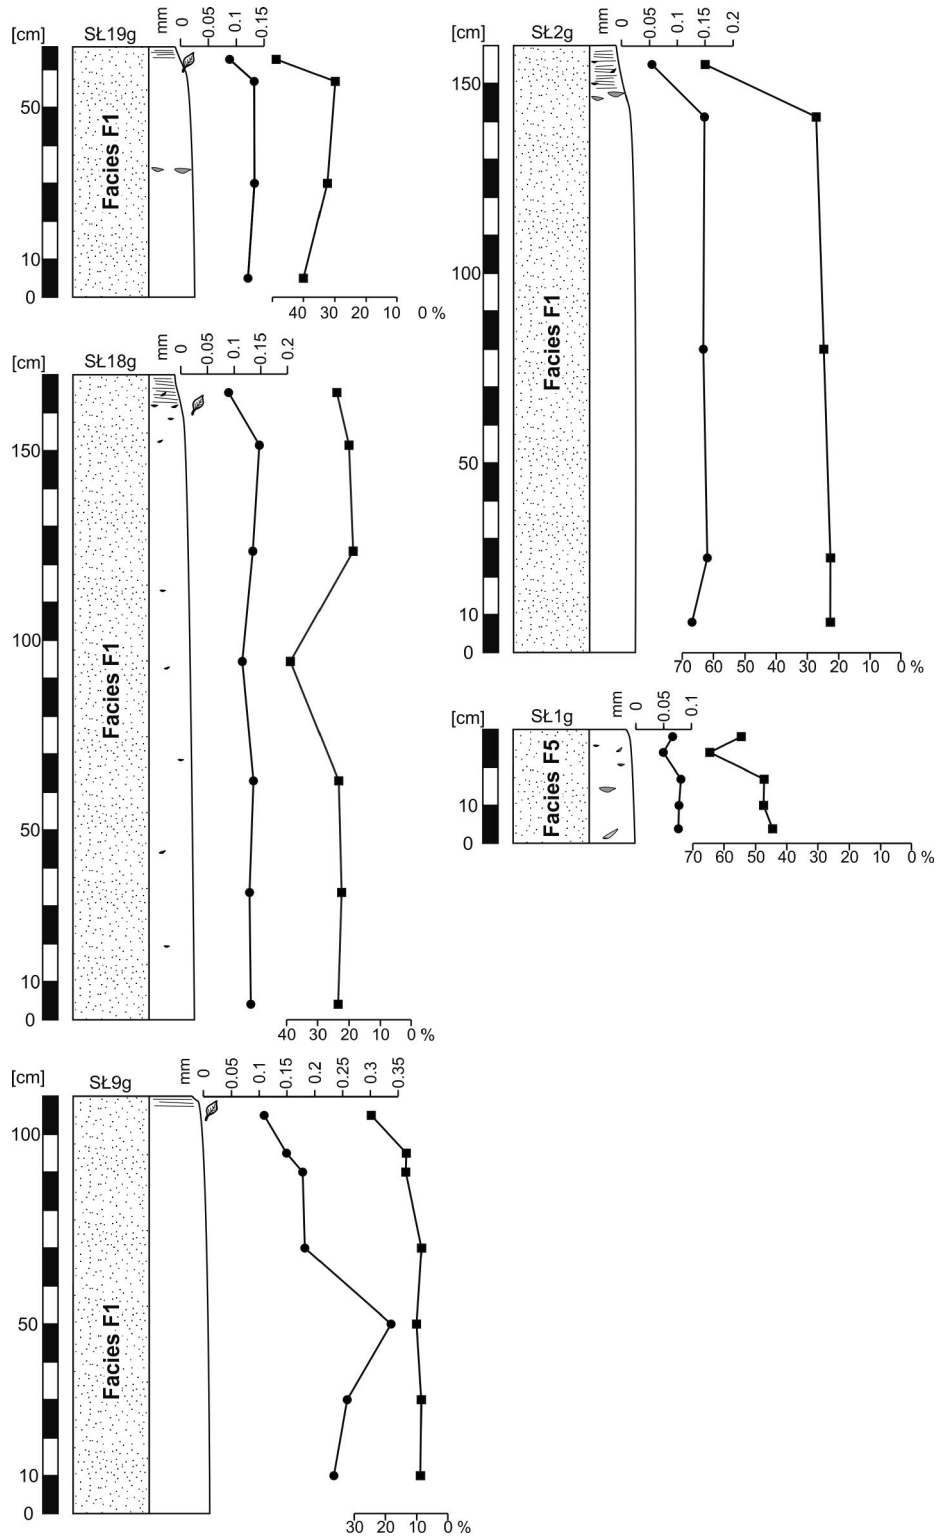 [cm]
SŁ19g
mm 0 0.05 0.1 0.15
50
10
0
Facies F1
40 30 20 10 0 %
[cm]
SŁ18g
mm 0 0.05 0.1 0.15 0.2
150
100
50
10
0
Facies F1
40 30 20 10 0 %
[cm]
SŁ9g
mm 0 0.05 0.1 0.15 0.2 0.25 0.3 0.35
100
50
10
0
Facies F1
30 20 10 0 %
[cm]
SŁ2g
mm 0 0.05 0.1 0.15 0.2
150
100
50
10
0
Facies F1
70 60 50 40 30 20 10 0 %
[cm]
SŁ1g
mm 0 0.05 0.1
10
0
Facies F5
70 60 50 40 30 20 10 0 %